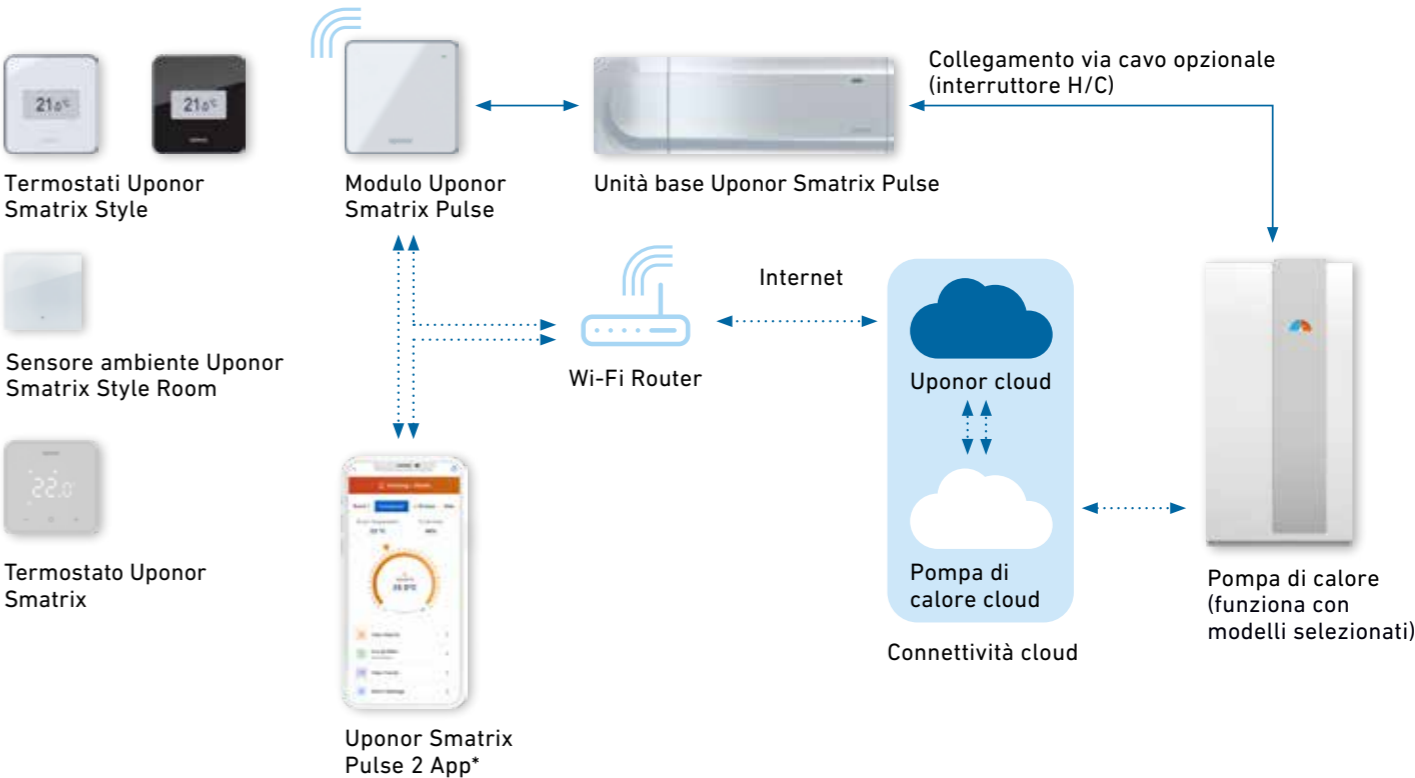 Collegamento via cavo opzionale
(interruttore H/C)
21.0°C
21.0°C
Termostati Uponor
Smatrix Style
Modulo Uponor
Smatrix Pulse
Unità base Uponor Smatrix Pulse
Sensore ambiente Uponor
Smatrix Style Room
Internet
Wi-Fi Router
Uponor cloud
22.0°
Termostato Uponor
Smatrix
Pompa di
calore cloud
Connettività cloud
Pompa di calore
(funziona con
modelli selezionati)
Uponor Smatrix
Pulse 2 App*